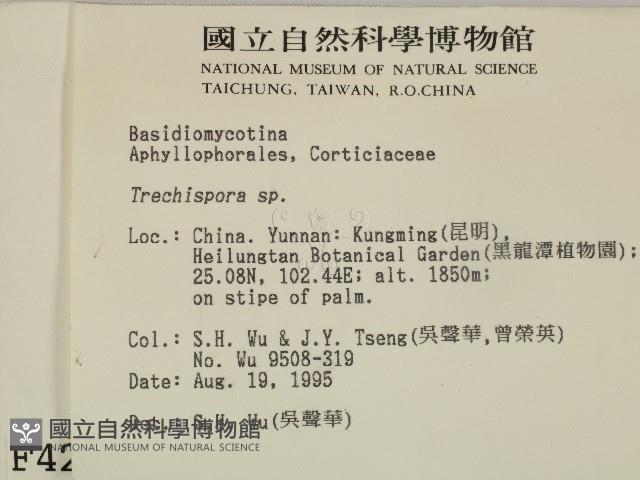 國立自然科學博物館
NATIONAL MUSEUM OF NATURAL SCIENCE
TAICHUNG, TAIWAN, R.O.CHINA
Basidiomycotina
Aphyllophorales, Corticiaceae
Trechispora sp.
Loc.: China. Yunnan: Kungming(昆明),
Heilungtan Botanical Garden(黑龍潭植物園);
25.08N, 102.44E; alt. 1850m;
on stipe of palm.
Col.: S.H. Wu & J.Y. Tseng(吳聲華,曾榮英)
No. Wu 9508-319
Date: Aug. 19, 1995
Det.: S.H. Wu(吳聲華)
國立自然科學博物館
NATIONAL MUSEUM OF NATURAL SCIENCE
F42